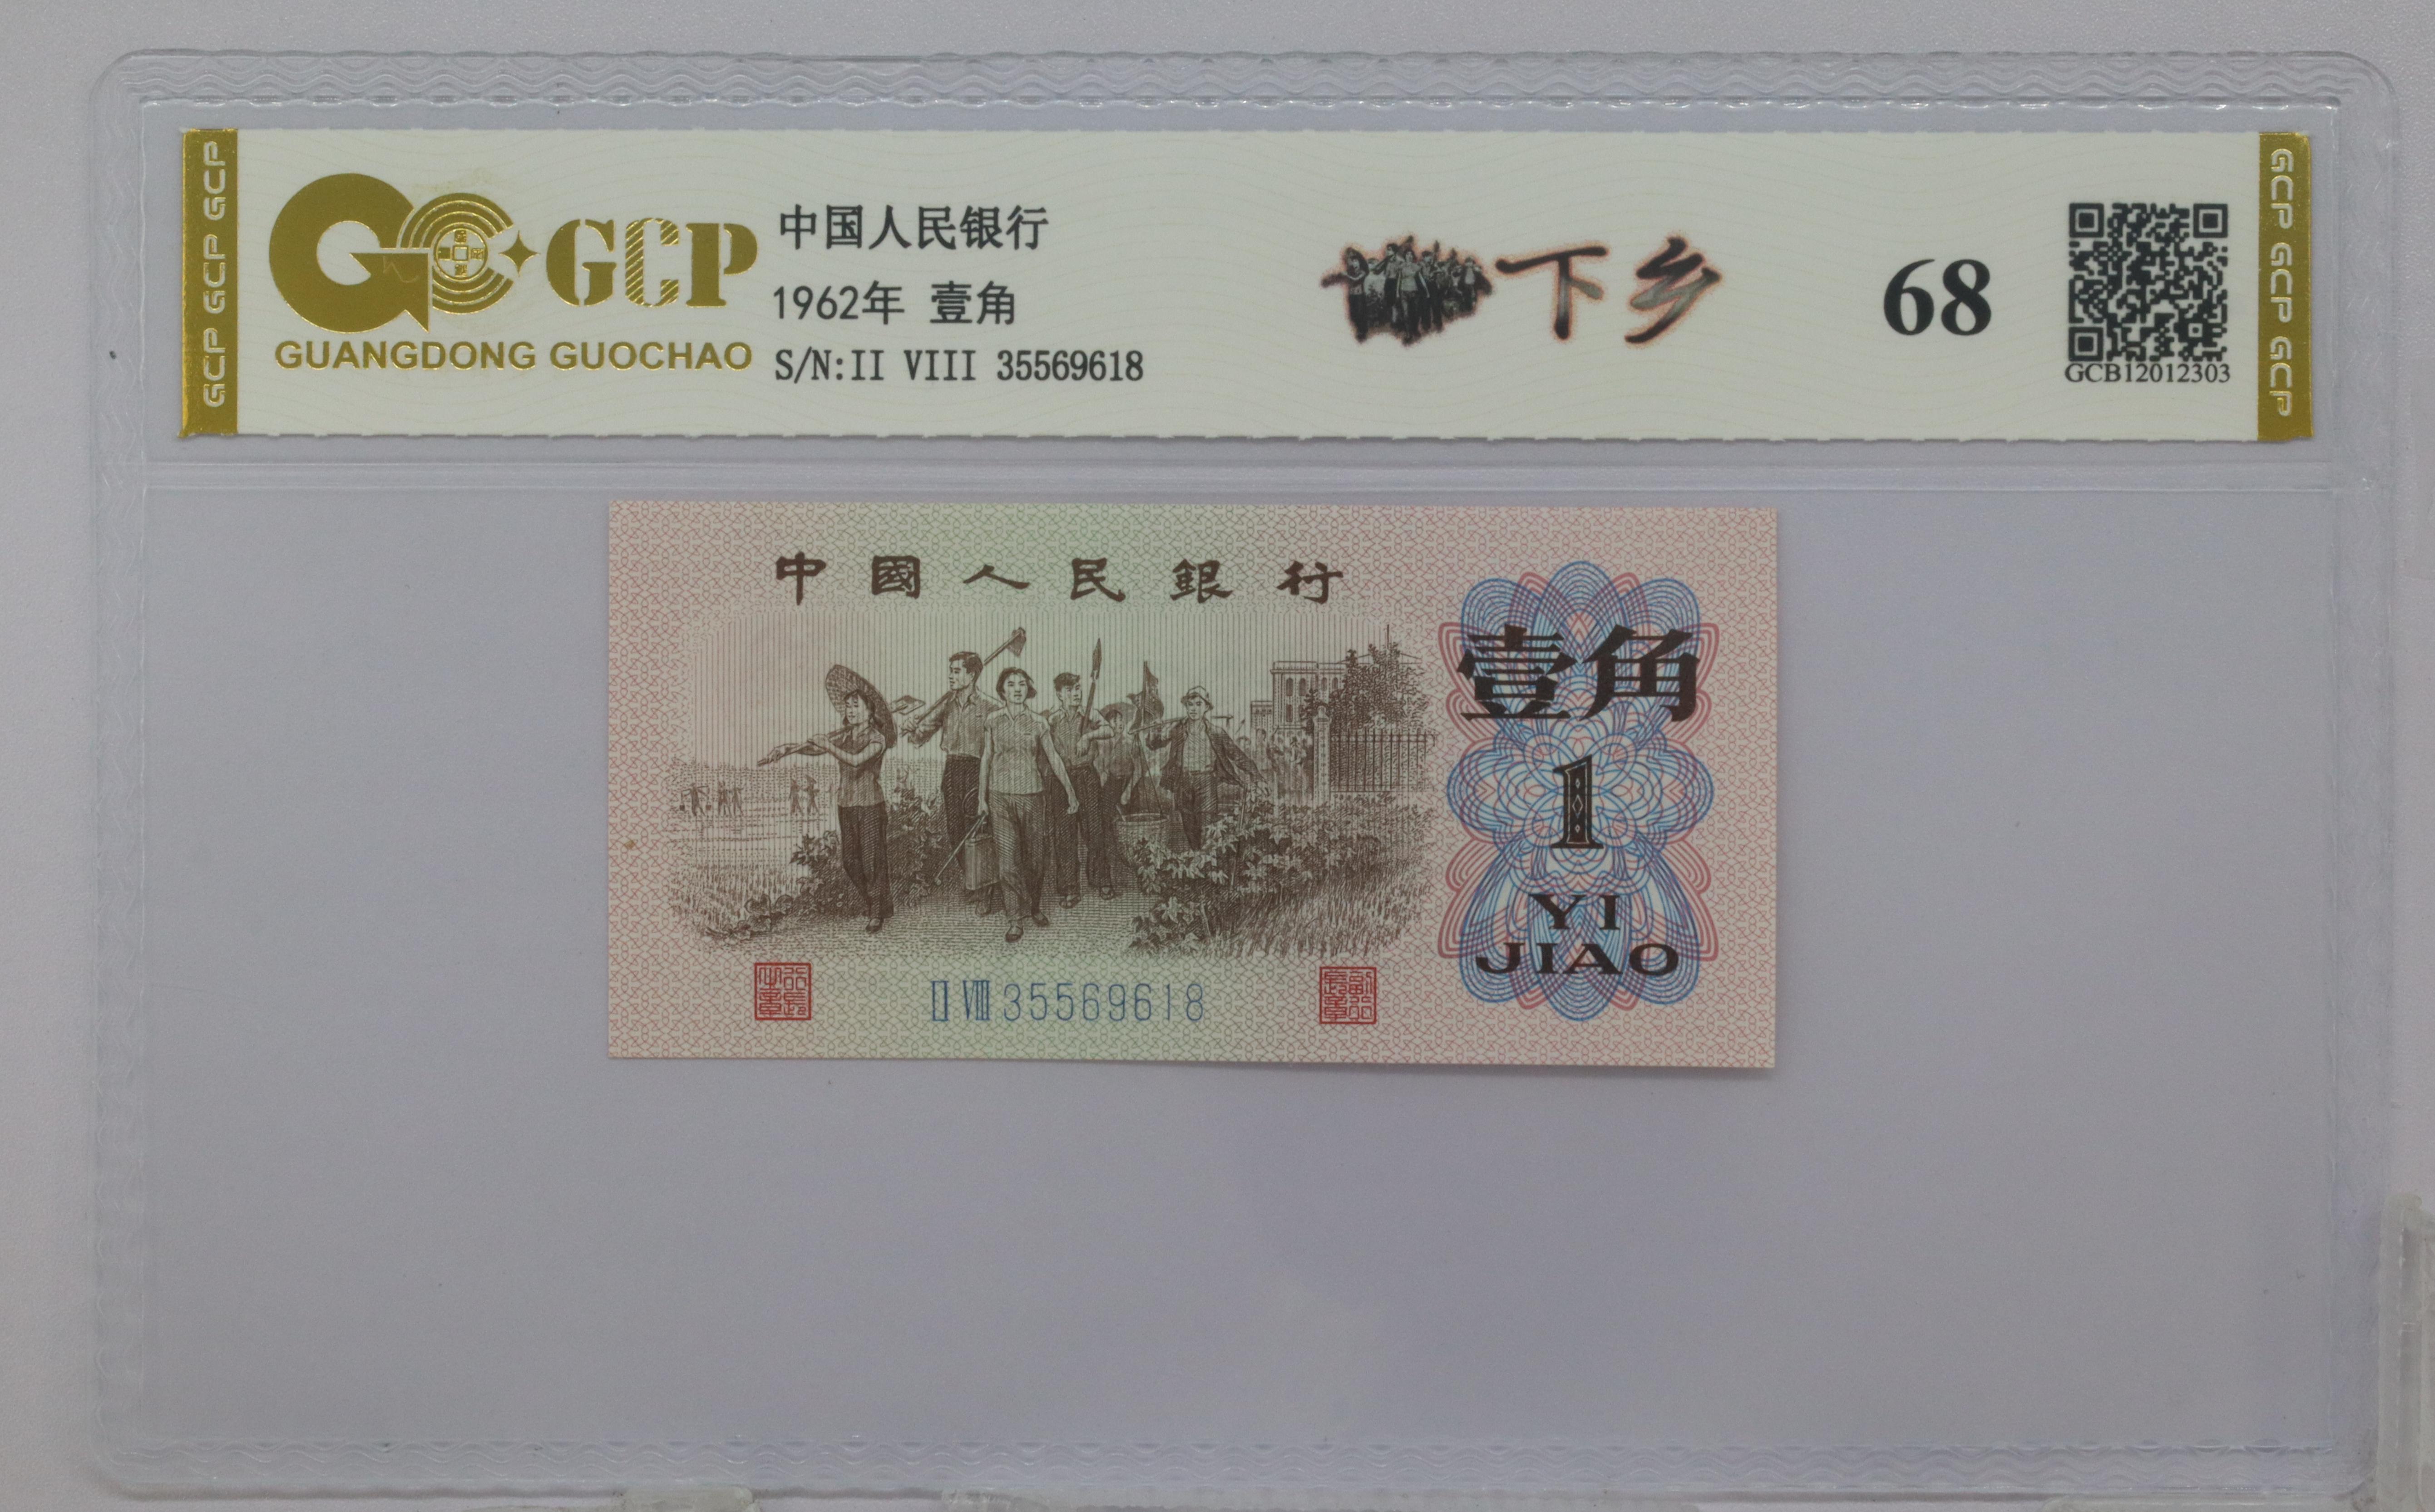 GCP GCP GCP
GCP
GUANGDONG GUOCHAO
中国人民银行
1962年 壹角
S/N:II VIII 35569618
下乡
68
GCB12012303
GCP GCP GCP
中國人民銀行
壹角
1
YI
JIAO
II VIII 35569618